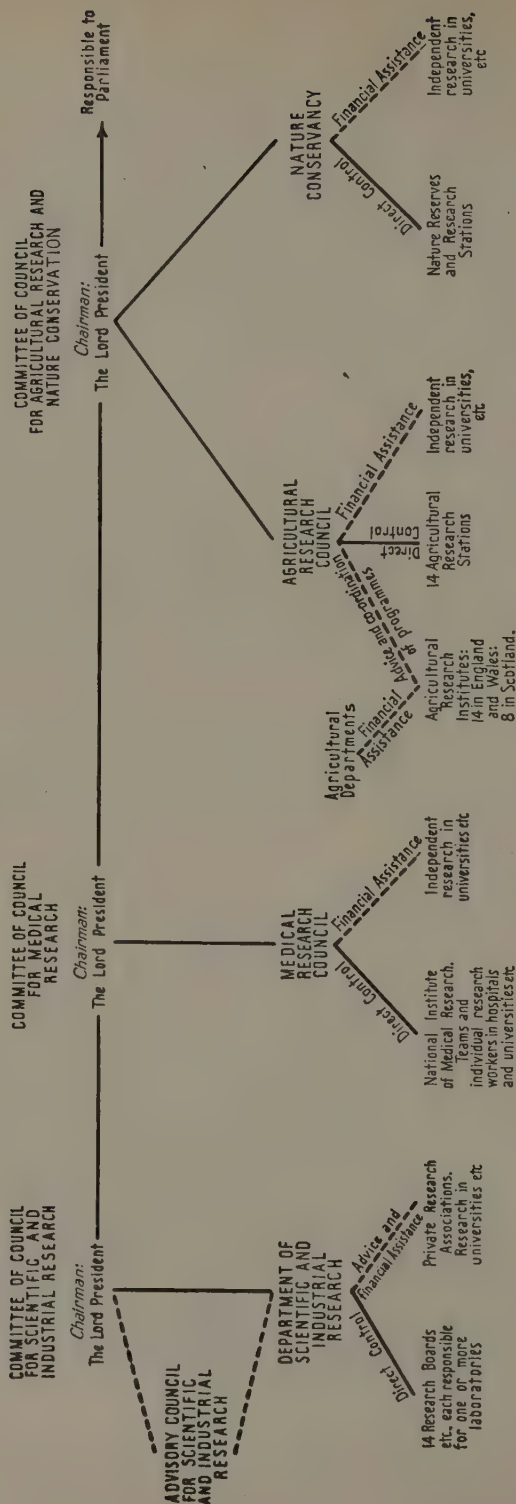 COMMITTEE OF COUNCIL
FOR SCIENTIFIC AND
INDUSTRIAL RESEARCH
Chairman:
The Lord President
COMMITTEE OF COUNCIL
FOR MEDICAL
RESEARCH
Chairman:
The Lord President
COMMITTEE OF COUNCIL
FOR AGRICULTURAL RESEARCH AND
NATURE CONSERVATION
Chairman:
The Lord President
Responsible to
Parliament
ADVISORY COUNCIL
FOR SCIENTIFIC
AND INDUSTRIAL
RESEARCH
DEPARTMENT OF
SCIENTIFIC AND
INDUSTRIAL
RESEARCH
Direct Control
Advice and
Financial Assistance
14 Research Boards
etc., each responsible
for one or more
laboratories
Private Research
Associations.
Research in
universities etc
MEDICAL
RESEARCH
COUNCIL
Direct Control
Financial Assistance
National Institute
of Medical Research.
Teams and
individual research
workers in hospitals
and universities etc
Independent
research in
universities etc
AGRICULTURAL
RESEARCH
COUNCIL
Agricultural
Departments
Financial
Assistance
Advice and co-ordination
of programmes
Direct
Control
Financial Assistance
Agricultural
Research
Institutes:
14 in England
and Wales:
8 in Scotland.
14 Agricultural
Research
Stations
Independent
research in
universities,
etc
NATURE
CONSERVANCY
Direct Control
Financial Assistance
Nature Reserves
and Research
Stations
Independent
research in
universities,
etc